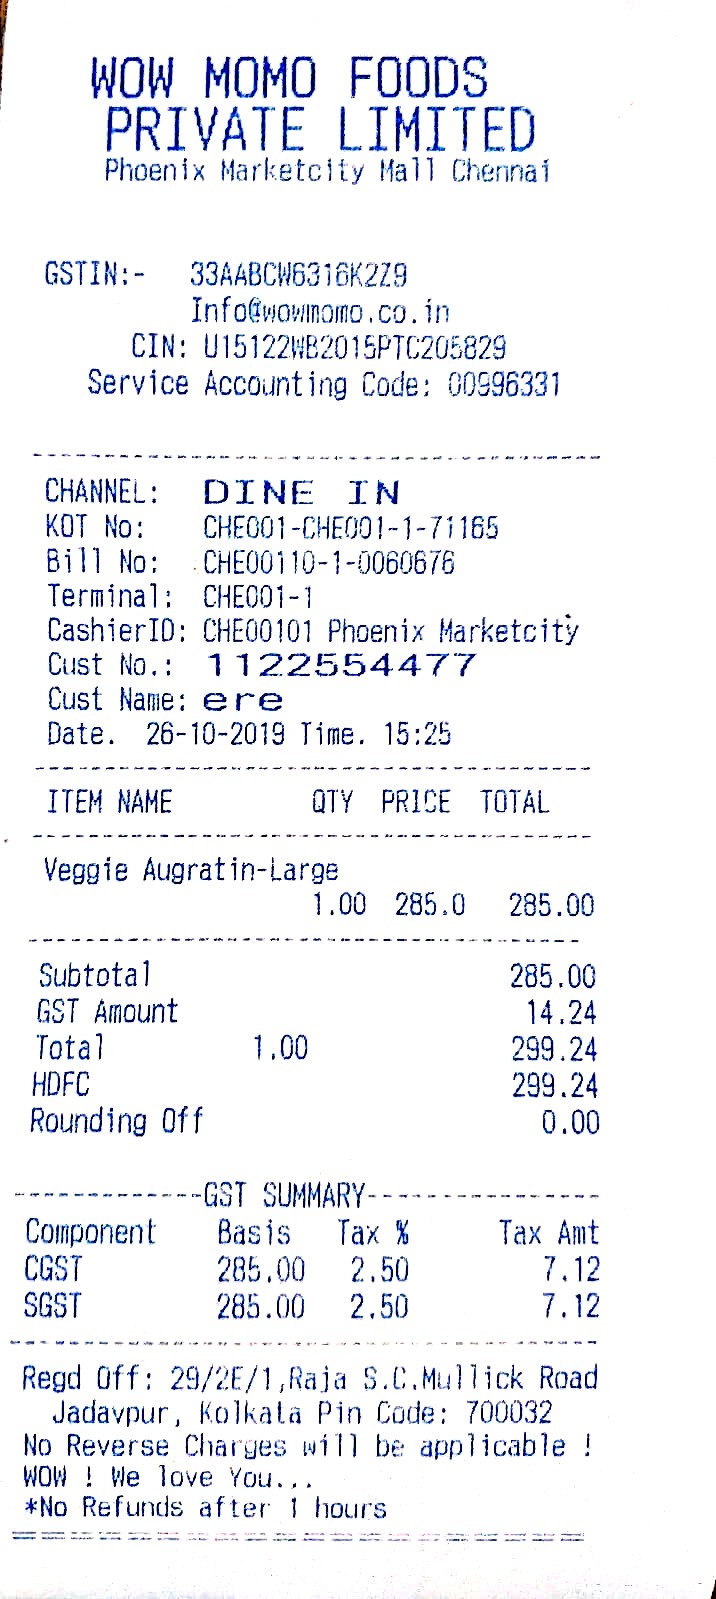 WOW MOMO FOODS
PRIVATE LIMITED
Phoenix Marketcity Mall Chennai
GSTIN:- 33AABCW6316K2Z9
Info@wowmomo.co.in
CIN: U15122WB2015PTC205829
Service Accounting Code: 00996331
CHANNEL: DINE IN
KOT No: CHE001-CHE001-1-71165
Bill No: CHE00110-1-0060676
Terminal: CHE001-1
CashierID: CHE00101 Phoenix Marketcity
Cust No.: 1122554477
Cust Name: ere
Date. 26-10-2019 Time. 15:25
ITEM NAME QTY PRICE TOTAL
Veggie Augratin-Large
1.00 285.0 285.00
Subtotal 285.00
GST Amount 14.24
Total 1.00 299.24
HDFC 299.24
Rounding Off 0.00
-------------GST SUMMARY----------------
Component Basis Tax % Tax Amt
CGST 285.00 2.50 7.12
SGST 285.00 2.50 7.12
Regd Off: 29/2E/1,Raja S.C.Mullick Road
Jadavpur, Kolkata Pin Code: 700032
No Reverse Charges will be applicable !
WOW ! We love You...
*No Refunds after 1 hours